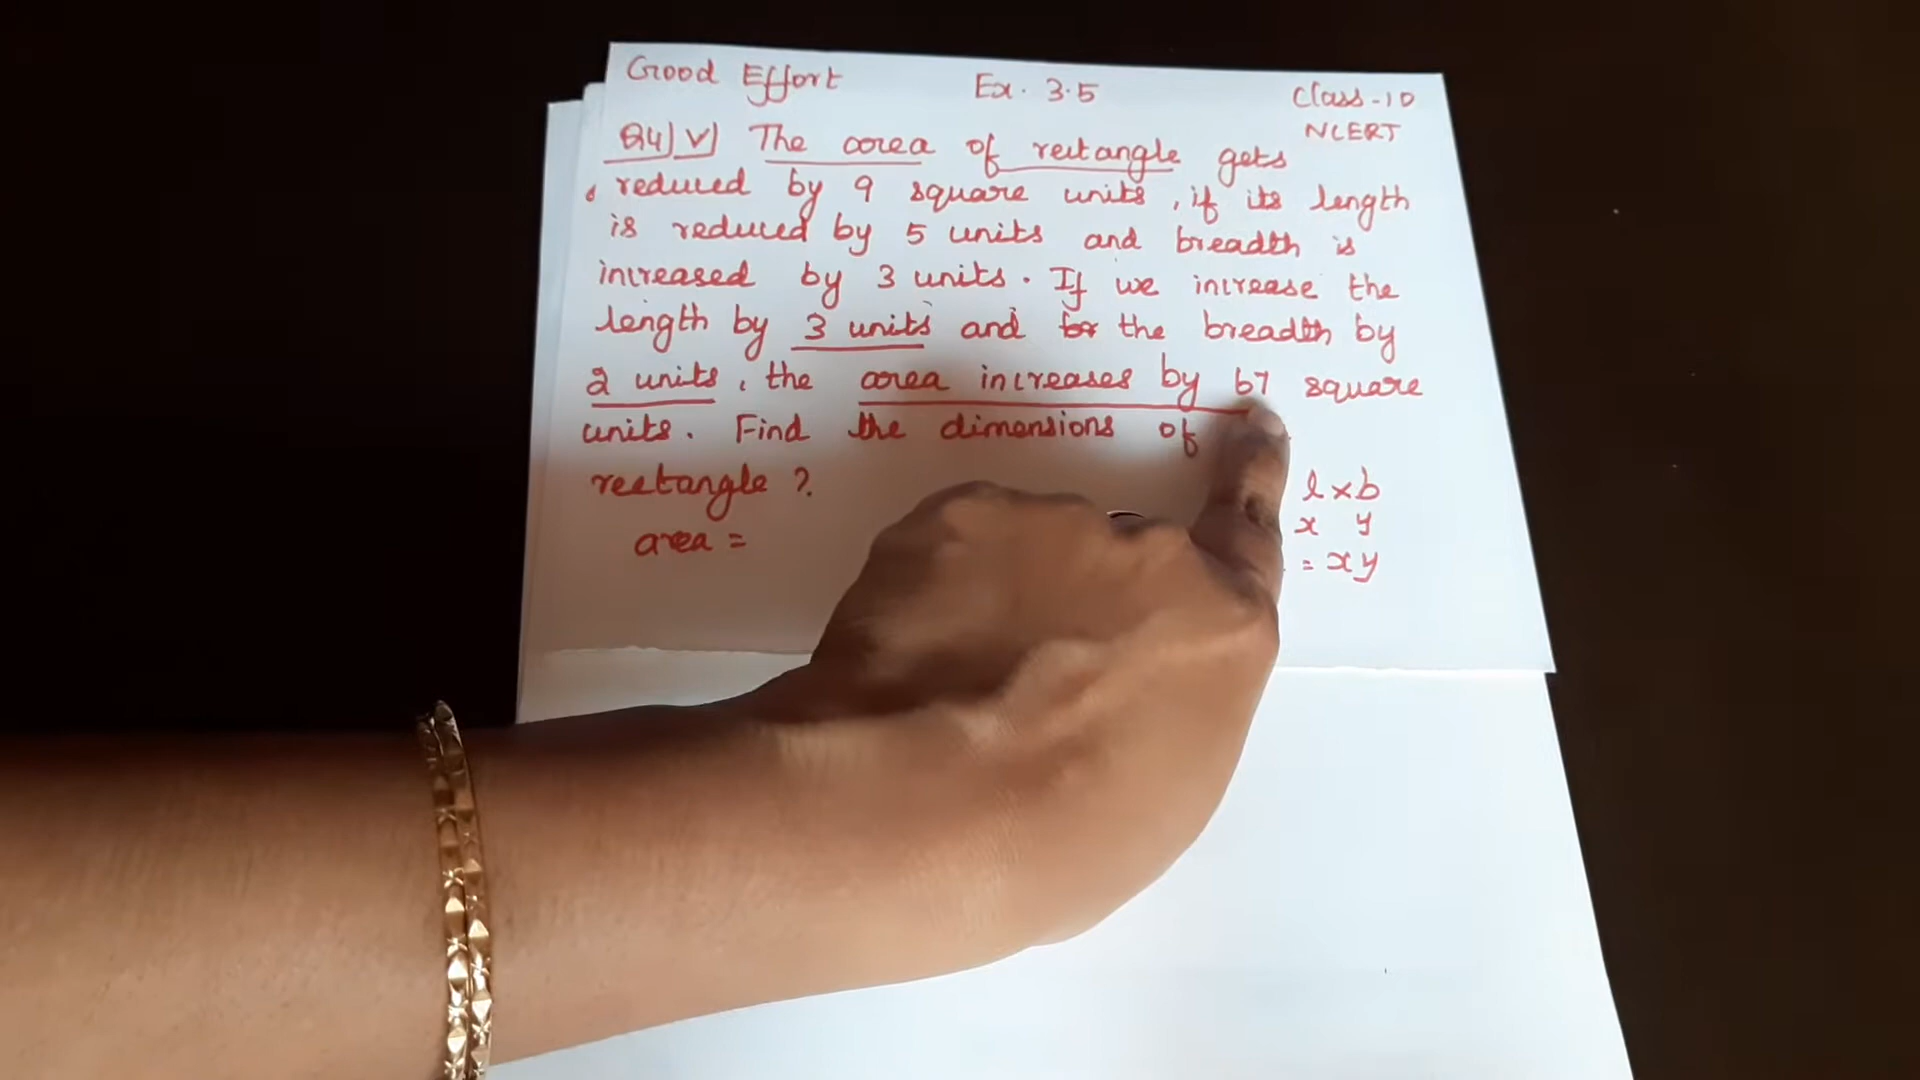 Good Effort Ex. 3.5 Class-10
NCERT
Q4) V) The area of rectangle gets
reduced by 9 square units, if its length
is reduced by 5 units and breadth is
increased by 3 units. If we increase the
length by 3 units and the breadth by
2 units, the area increases by 67 square
units. Find the dimensions of
rectangle?
l×b
x y
area =
= xy